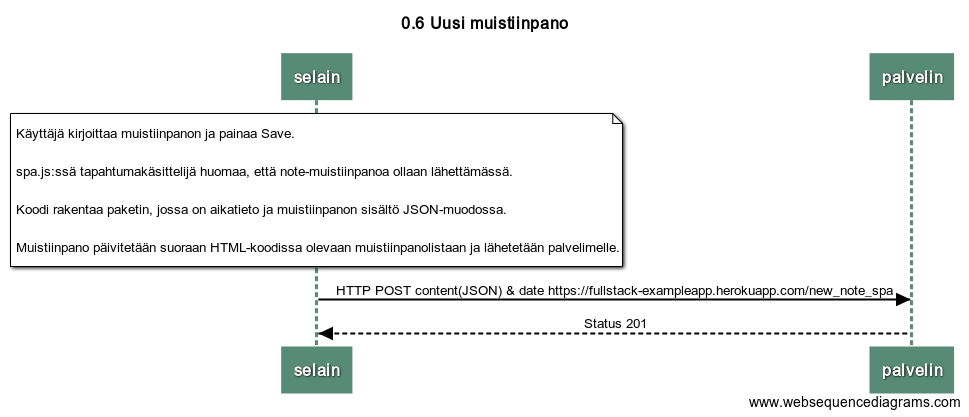 0.6 Uusi muistiinpano
selain
palvelin
Käyttäjä kirjoittaa muistiinpanon ja painaa Save.
spa.js:ssä tapahtumakäsittelijä huomaa, että note-muistiinpanoa ollaan lähettämässä.
Koodi rakentaa paketin, jossa on aikatieto ja muistiinpanon sisältö JSON-muodossa.
Muistiinpano päivitetään suoraan HTML-koodissa olevaan muistiinpanolistaan ja lähetetään palvelimelle.
HTTP POST content(JSON) & date https://fullstack-exampleapp.herokuapp.com/new_note_spa
Status 201
selain
palvelin
www.websequencediagrams.com